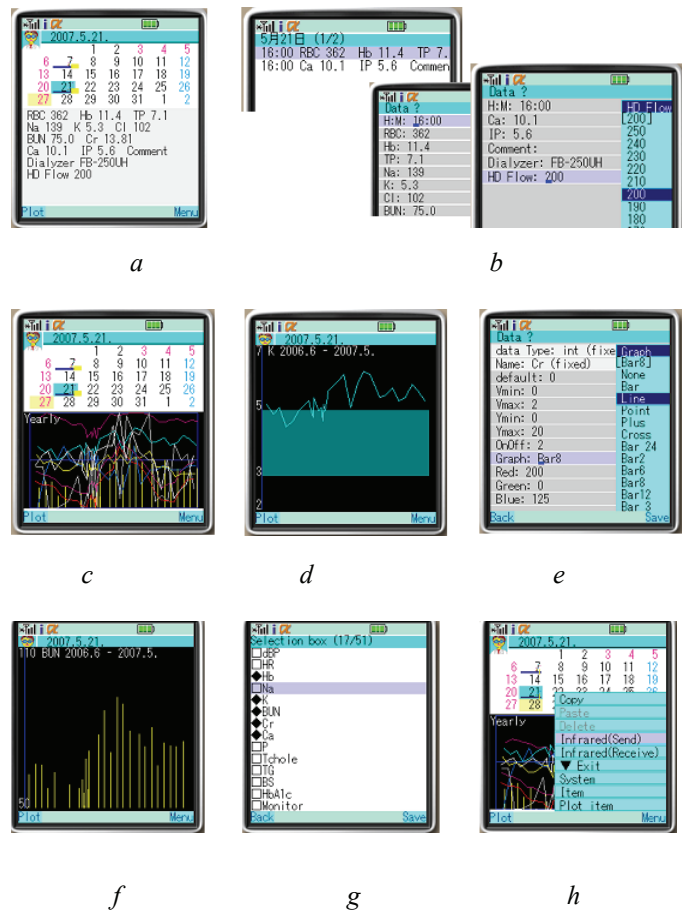 2007.5.21.
1 2 3 4 5
6 7 8 9 10 11 12
13 14 15 16 17 18 19
20 21 22 23 24 25 26
27 28 29 30 31 1 2
RBC 362 Hb 11.4 TP 7.1
Na 139 K 5.3 Cl 102
BUN 75.0 Cr 13.81
Ca 10.1 IP 5.6 Comment
Dialyzer FB-250UH
HD Flow 200
Plot Menu
a
5月21日 (1/2)
16:00 RBC 362 Hb 11.4 TP 7.
16:00 Ca 10.1 IP 5.6 Commen
Data ?
H:M: 16:00
RBC: 362
Hb: 11.4
TP: 7.1
Na: 139
K: 5.3
Cl: 102
BUN: 75.0
Data ?
H:M: 16:00
Ca: 10.1
IP: 5.6
Comment:
Dialyzer: FB-250UH
HD Flow: 200
HD Flow
[200]
250
240
230
220
210
200
190
180
b
2007.5.21.
1 2 3 4 5
6 7 8 9 10 11 12
13 14 15 16 17 18 19
20 21 22 23 24 25 26
27 28 29 30 31 1 2
Yearly
Plot Menu
c
2007.5.21.
7 K 2006.6 - 2007.5.
5
3
2
Plot Menu
d
Data ?
data Type: int (fixe
Name: Cr (fixed)
default: 0
Vmin: 0
Vmax: 2
Ymin: 0
Ymax: 20
OnOff: 2
Graph: Bar8
Red: 200
Green: 0
Blue: 125
Graph
[Bar8]
None
Bar
Line
Point
Plus
Cross
Bar 24
Bar2
Bar6
Bar8
Bar12
Bar 3
Back Save
e
2007.5.21.
110 BUN 2006.6 - 2007.5.
50
Plot Menu
f
Selection box (17/51)
dBP
HR
Hb
Na
K
BUN
Cr
Ca
P
Tchole
TG
BS
HbA1c
Monitor
Back Save
g
2007.5.21.
1 2 3 4 5
6 7 8 9 10 11 12
13 14 15 16 17 18 19
20 21 22 23 24 25 26
27 28
Yearly
Copy
Paste
Delete
Infrared(Send)
Infrared(Receive)
▼ Exit
System
Item
Plot item
Plot Menu
h